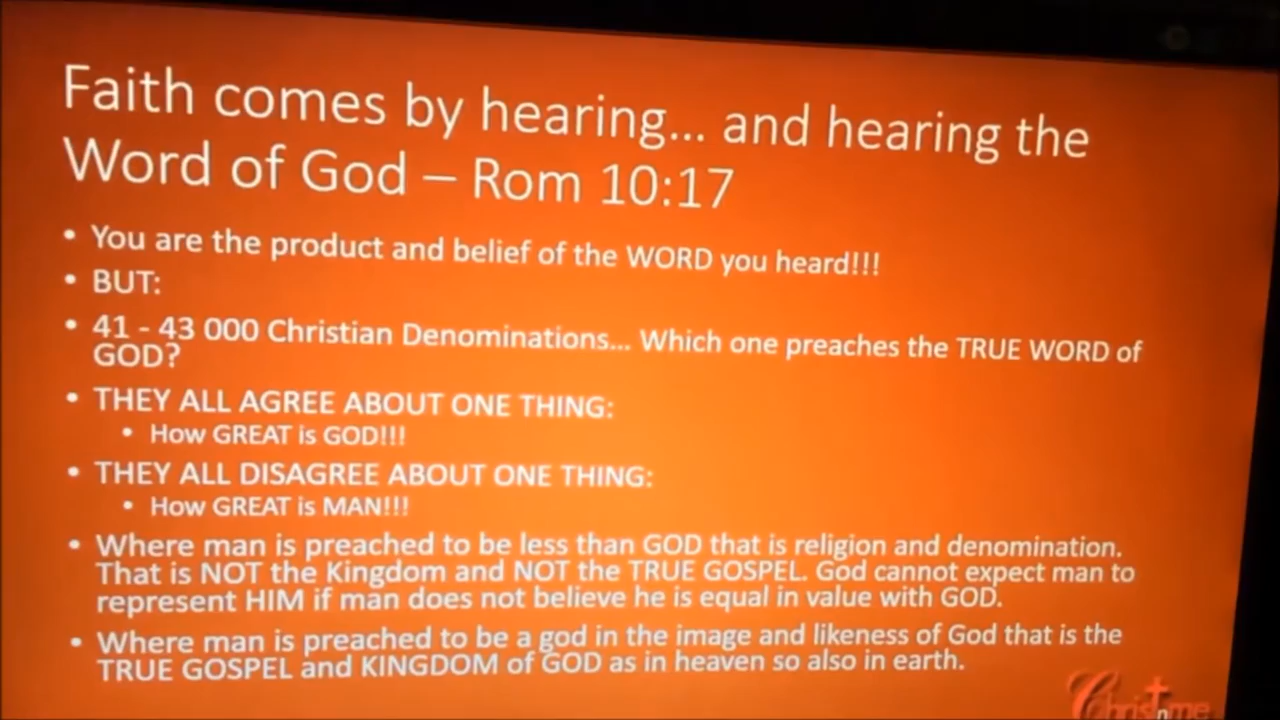 Faith comes by hearing... and hearing the
Word of God – Rom 10:17
• You are the product and belief of the WORD you heard!!!
• BUT:
• 41 - 43 000 Christian Denominations... Which one preaches the TRUE WORD of
GOD?
• THEY ALL AGREE ABOUT ONE THING:
• How GREAT is GOD!!!
• THEY ALL DISAGREE ABOUT ONE THING:
• How GREAT is MAN!!!
• Where man is preached to be less than GOD that is religion and denomination.
That is NOT the Kingdom and NOT the TRUE GOSPEL. God cannot expect man to
represent HIM if man does not believe he is equal in value with GOD.
• Where man is preached to be a god in the image and likeness of God that is the
TRUE GOSPEL and KINGDOM of GOD as in heaven so also in earth.
Christnme